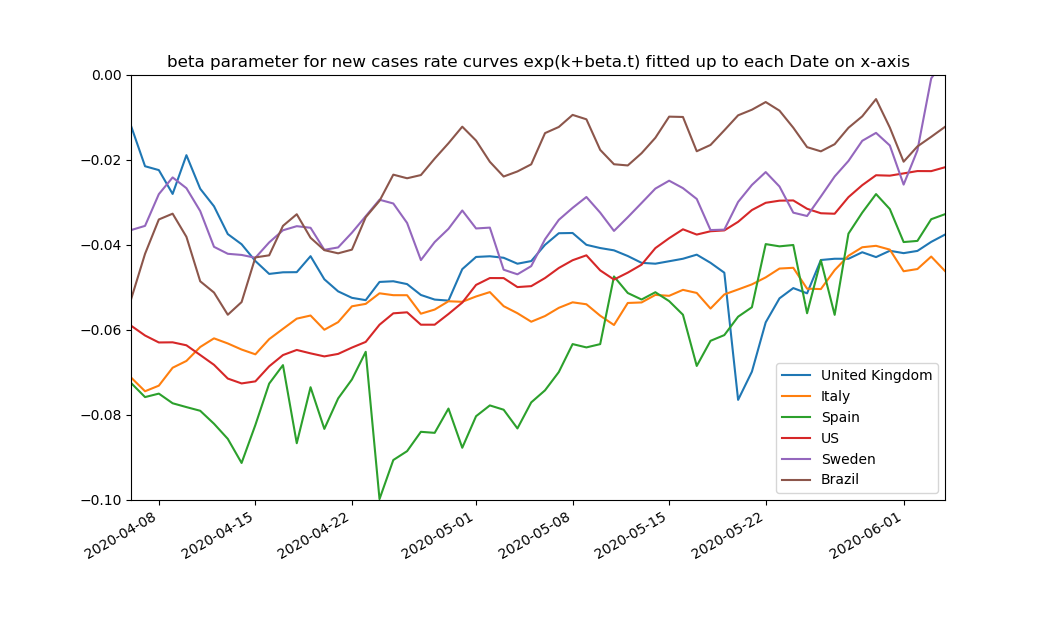 beta parameter for new cases rate curves exp(k+beta.t) fitted up to each Date on x-axis
0.00
−0.02
−0.04
−0.06
−0.08
−0.10
United Kingdom
Italy
Spain
US
Sweden
Brazil
2020-04-08
2020-04-15
2020-04-22
2020-05-01
2020-05-08
2020-05-15
2020-05-22
2020-06-01